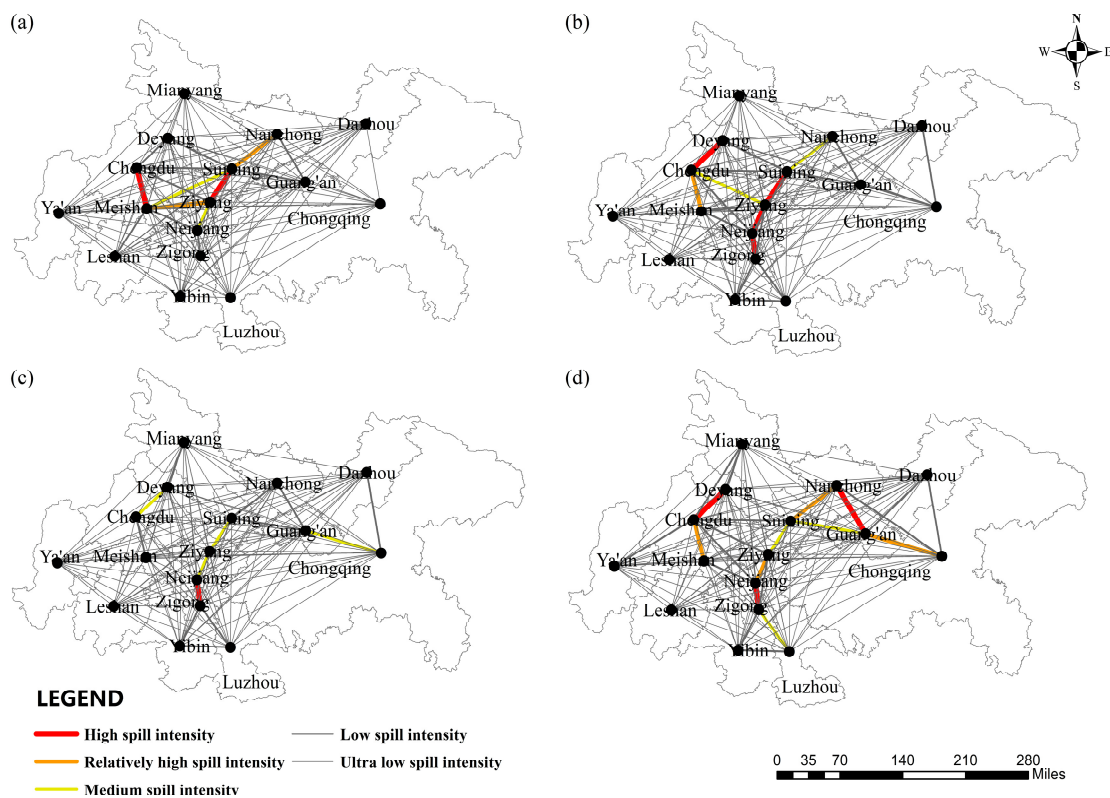 (a)
Mianyang
Deyang
Nanchong
Dazhou
Chengdu
Suining
Guang'an
Ya'an
Meishan
Ziyang
Chongqing
Neijiang
Leshan
Zigong
Yibin
Luzhou
(b)
N
W
D
S
Mianyang
Deyang
Nanchong
Dazhou
Chengdu
Suining
Guang'an
Ya'an
Meishan
Ziyang
Chongqing
Neijiang
Leshan
Zigong
Yibin
Luzhou
(c)
Mianyang
Deyang
Nanchong
Dazhou
Chengdu
Suining
Guang'an
Ya'an
Meishan
Ziyang
Chongqing
Neijiang
Leshan
Zigong
Yibin
Luzhou
(d)
Mianyang
Deyang
Nanchong
Dazhou
Chengdu
Suining
Guang'an
Ya'an
Meishan
Ziyang
Chongqing
Neijiang
Leshan
Zigong
Yibin
Luzhou
LEGEND
High spill intensity
Low spill intensity
Relatively high spill intensity
Ultra low spill intensity
Medium spill intensity
0 35 70 140 210 280
Miles